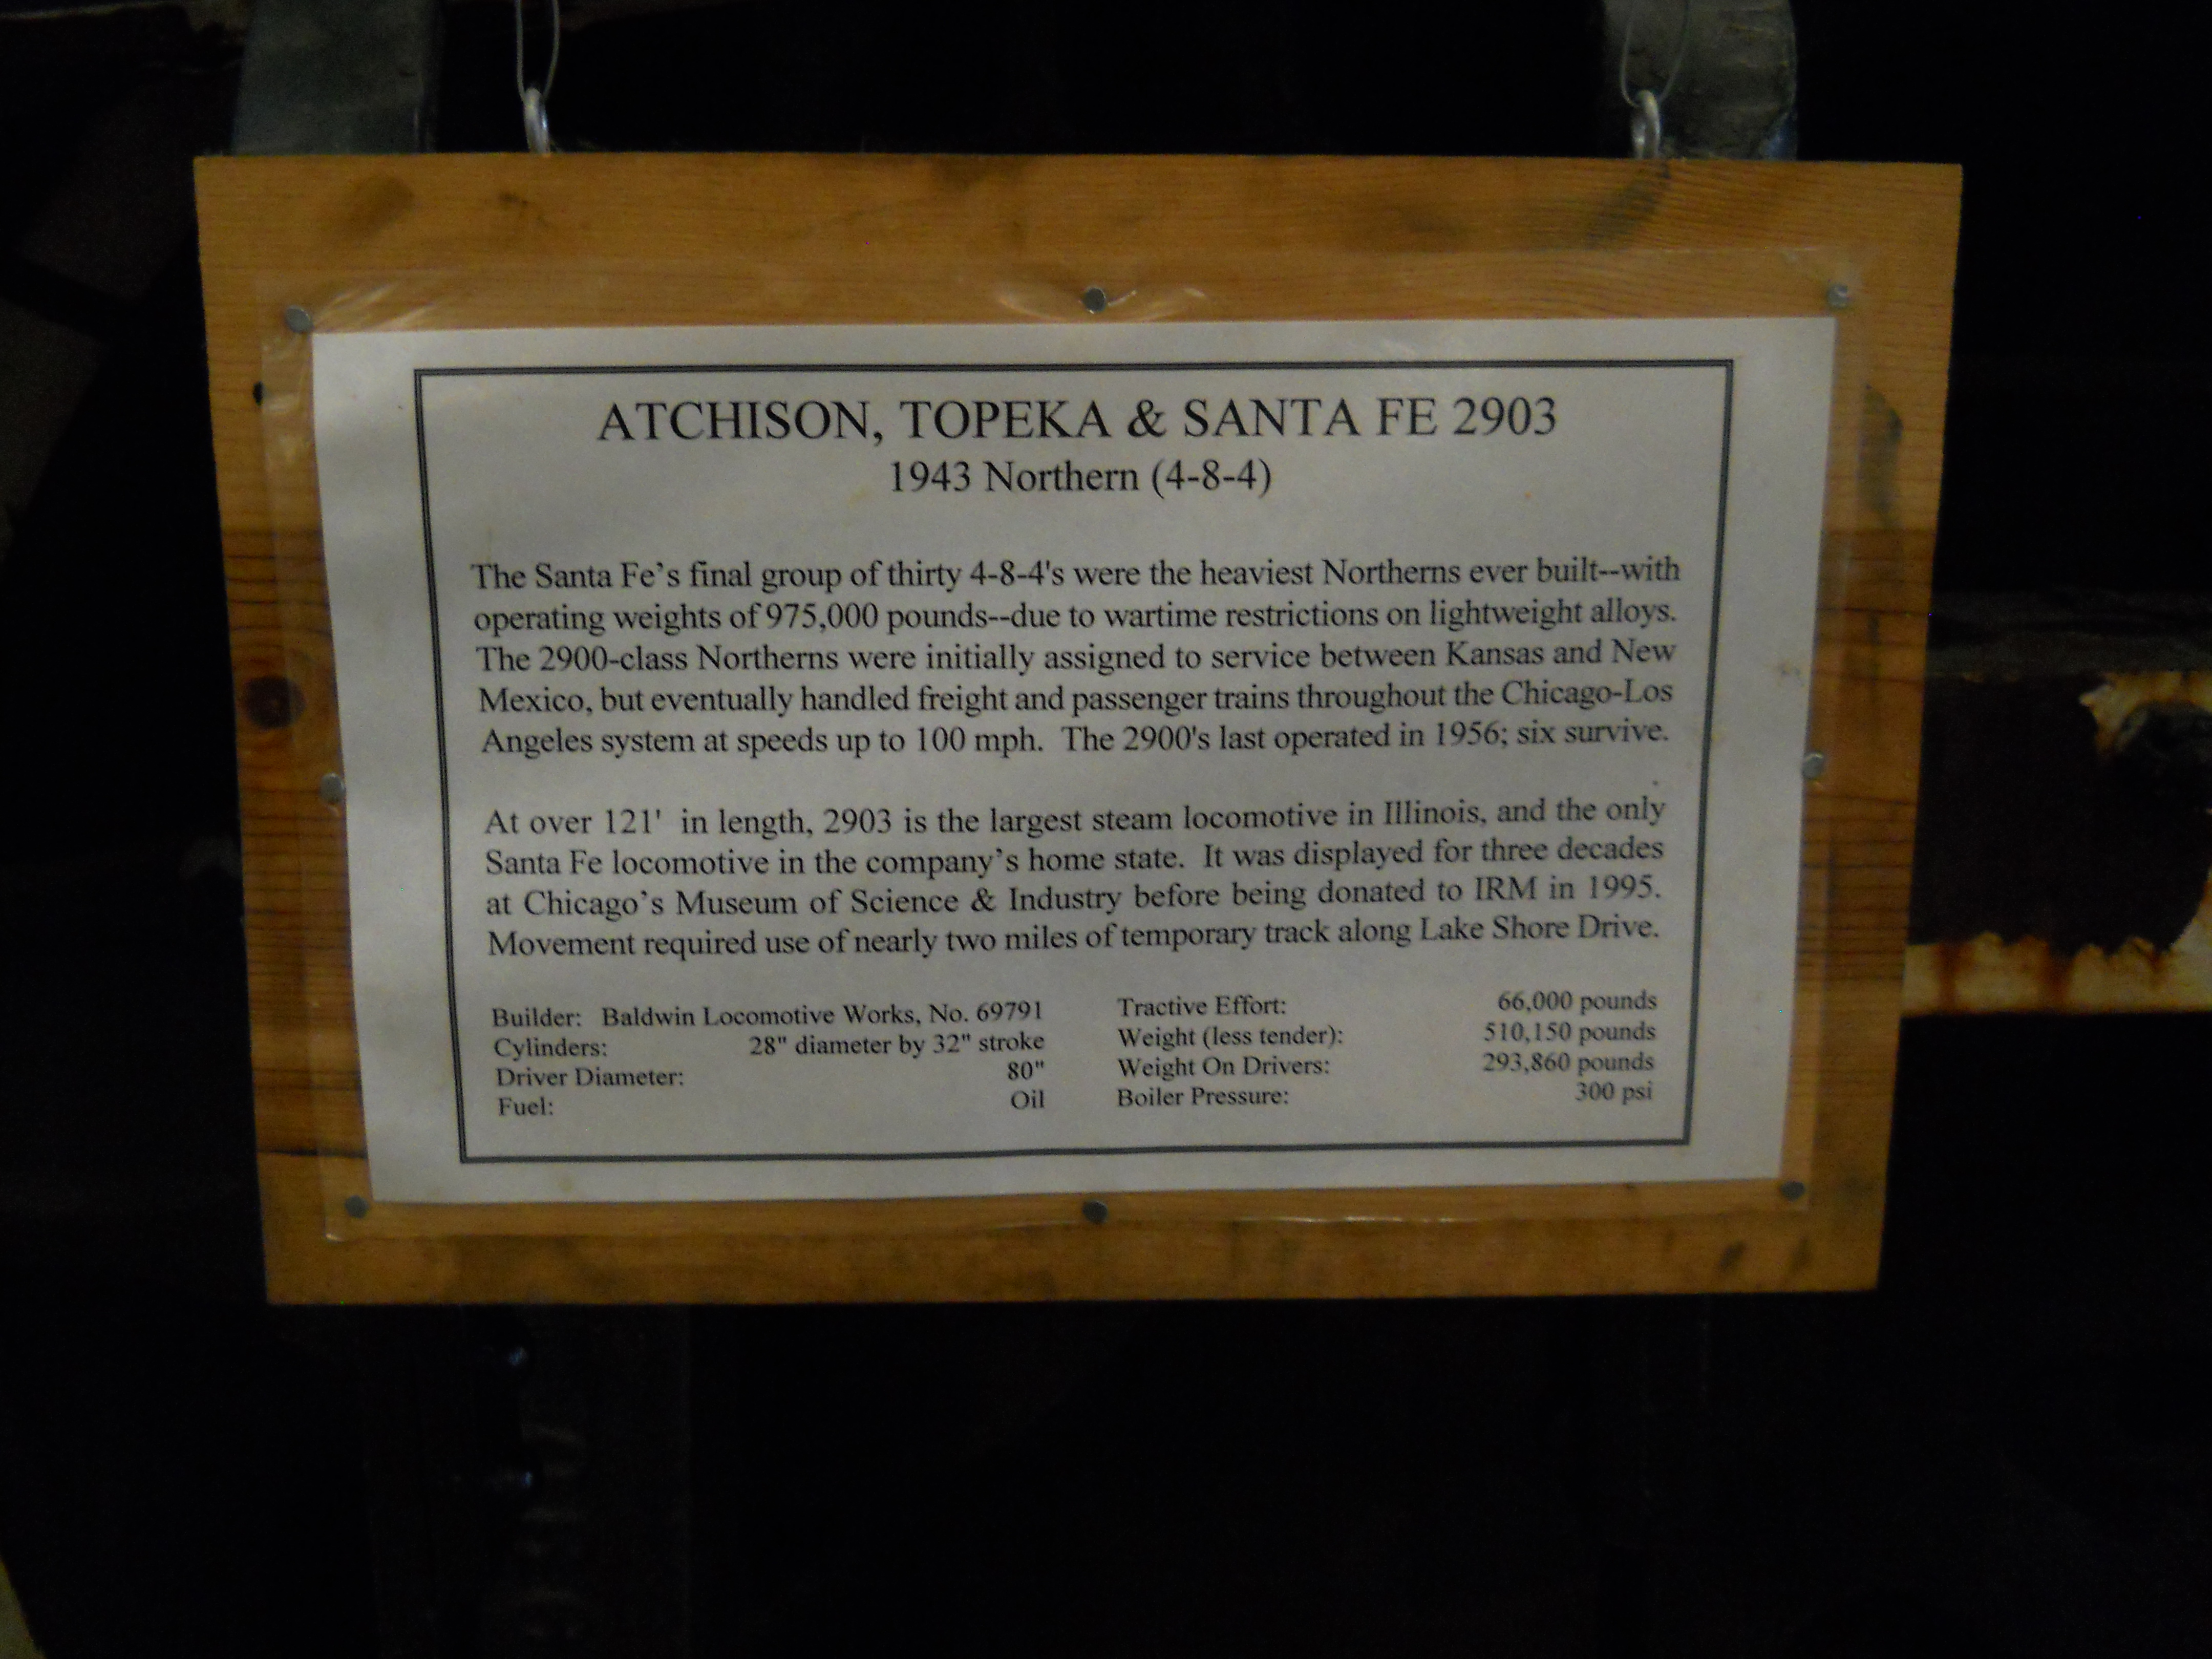 ATCHISON, TOPEKA & SANTA FE 2903
1943 Northern (4-8-4)
The Santa Fe’s final group of thirty 4-8-4's were the heaviest Northerns ever built--with
operating weights of 975,000 pounds--due to wartime restrictions on lightweight alloys.
The 2900-class Northerns were initially assigned to service between Kansas and New
Mexico, but eventually handled freight and passenger trains throughout the Chicago-Los
Angeles system at speeds up to 100 mph. The 2900's last operated in 1956; six survive.
At over 121' in length, 2903 is the largest steam locomotive in Illinois, and the only
Santa Fe locomotive in the company’s home state. It was displayed for three decades
at Chicago’s Museum of Science & Industry before being donated to IRM in 1995.
Movement required use of nearly two miles of temporary track along Lake Shore Drive.
Builder: Baldwin Locomotive Works, No. 69791
Cylinders: 28" diameter by 32" stroke
Driver Diameter: 80"
Fuel: Oil
Tractive Effort: 66,000 pounds
Weight (less tender): 510,150 pounds
Weight On Drivers: 293,860 pounds
Boiler Pressure: 300 psi